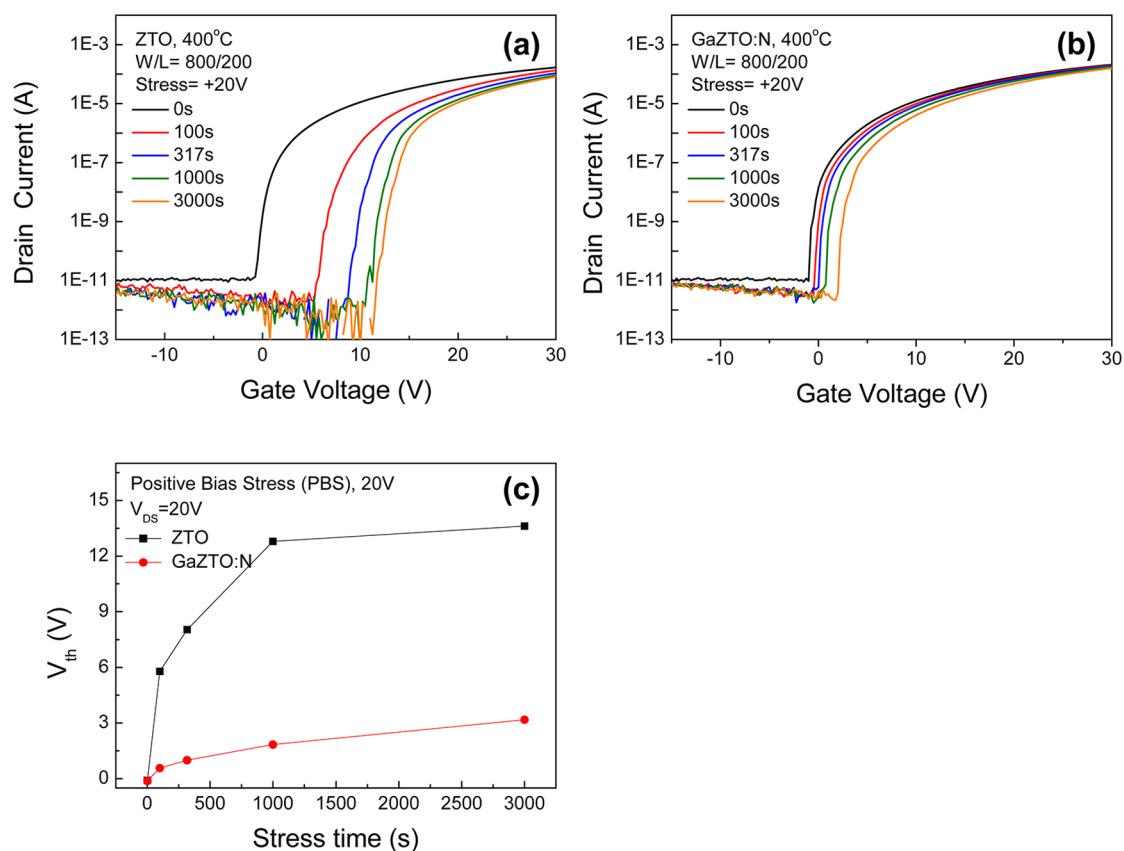 (a)
ZTO, 400°C
W/L= 800/200
Stress= +20V
0s
100s
317s
1000s
3000s
1E-3
1E-5
1E-7
1E-9
1E-11
1E-13
Drain Current (A)
-10 0 10 20 30
Gate Voltage (V)
(b)
GaZTO:N, 400°C
W/L= 800/200
Stress= +20V
0s
100s
317s
1000s
3000s
1E-3
1E-5
1E-7
1E-9
1E-11
1E-13
Drain Current (A)
-10 0 10 20 30
Gate Voltage (V)
(c)
Positive Bias Stress (PBS), 20V
V_DS=20V
ZTO
GaZTO:N
15
12
9
6
3
0
V_th (V)
0 500 1000 1500 2000 2500 3000
Stress time (s)